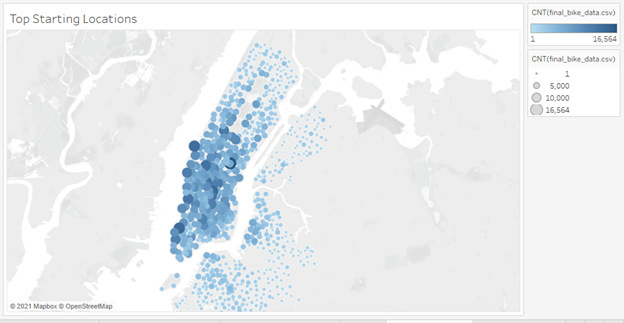 Top Starting Locations
CNT(final_bike_data.csv)
1 16,564
CNT(final_bike_data.csv)
1
5,000
10,000
16,564
© 2021 Mapbox © OpenStreetMap